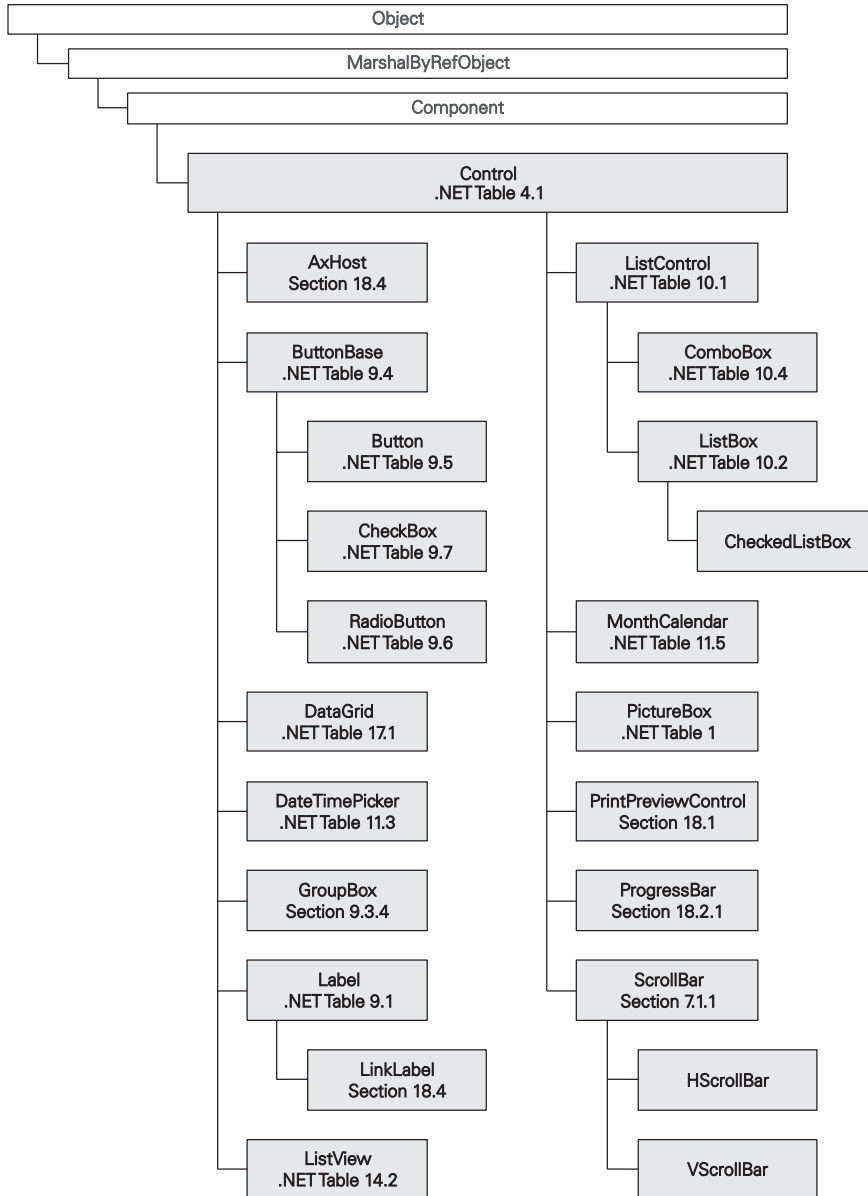 Object
MarshalByRefObject
Component
Control
.NET Table 4.1
AxHost
Section 18.4
ButtonBase
.NET Table 9.4
Button
.NET Table 9.5
CheckBox
.NET Table 9.7
RadioButton
.NET Table 9.6
DataGrid
.NET Table 17.1
DateTimePicker
.NET Table 11.3
GroupBox
Section 9.3.4
Label
.NET Table 9.1
LinkLabel
Section 18.4
ListView
.NET Table 14.2
ListControl
.NET Table 10.1
ComboBox
.NET Table 10.4
ListBox
.NET Table 10.2
CheckedListBox
MonthCalendar
.NET Table 11.5
PictureBox
.NET Table 1
PrintPreviewControl
Section 18.1
ProgressBar
Section 18.2.1
ScrollBar
Section 7.1.1
HScrollBar
VScrollBar